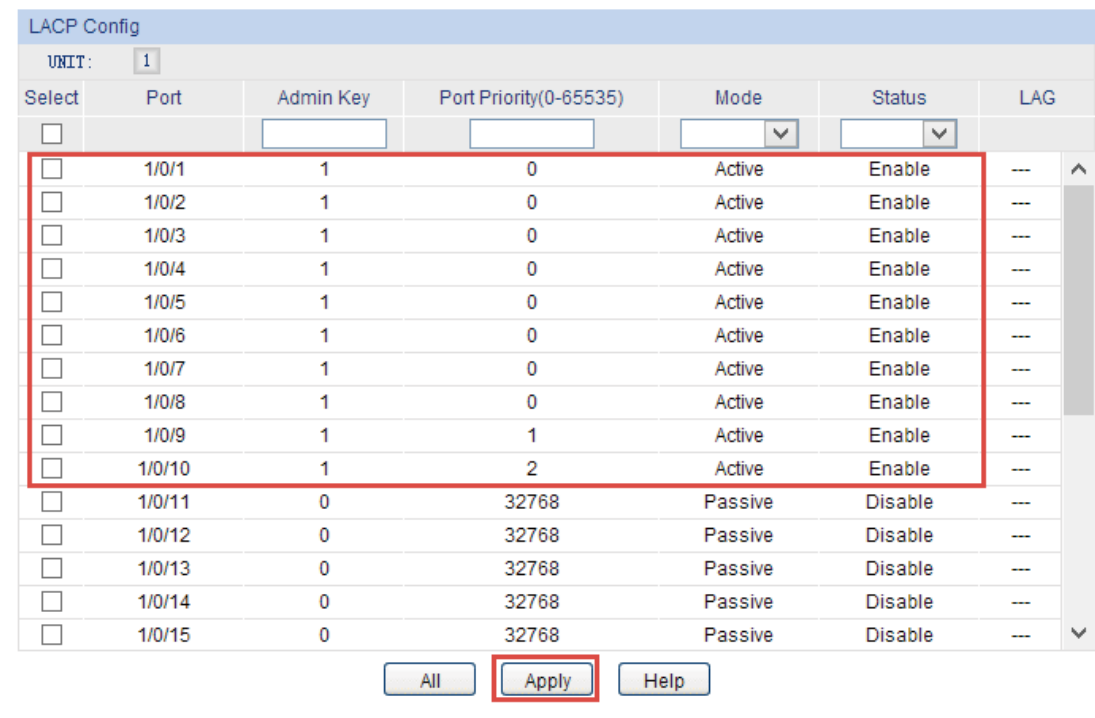 LACP Config
UNIT: 1
Select Port Admin Key Port Priority(0-65535) Mode Status LAG
1/0/1 1 0 Active Enable ---
1/0/2 1 0 Active Enable ---
1/0/3 1 0 Active Enable ---
1/0/4 1 0 Active Enable ---
1/0/5 1 0 Active Enable ---
1/0/6 1 0 Active Enable ---
1/0/7 1 0 Active Enable ---
1/0/8 1 0 Active Enable ---
1/0/9 1 1 Active Enable ---
1/0/10 1 2 Active Enable ---
1/0/11 0 32768 Passive Disable ---
1/0/12 0 32768 Passive Disable ---
1/0/13 0 32768 Passive Disable ---
1/0/14 0 32768 Passive Disable ---
1/0/15 0 32768 Passive Disable ---
All Apply Help